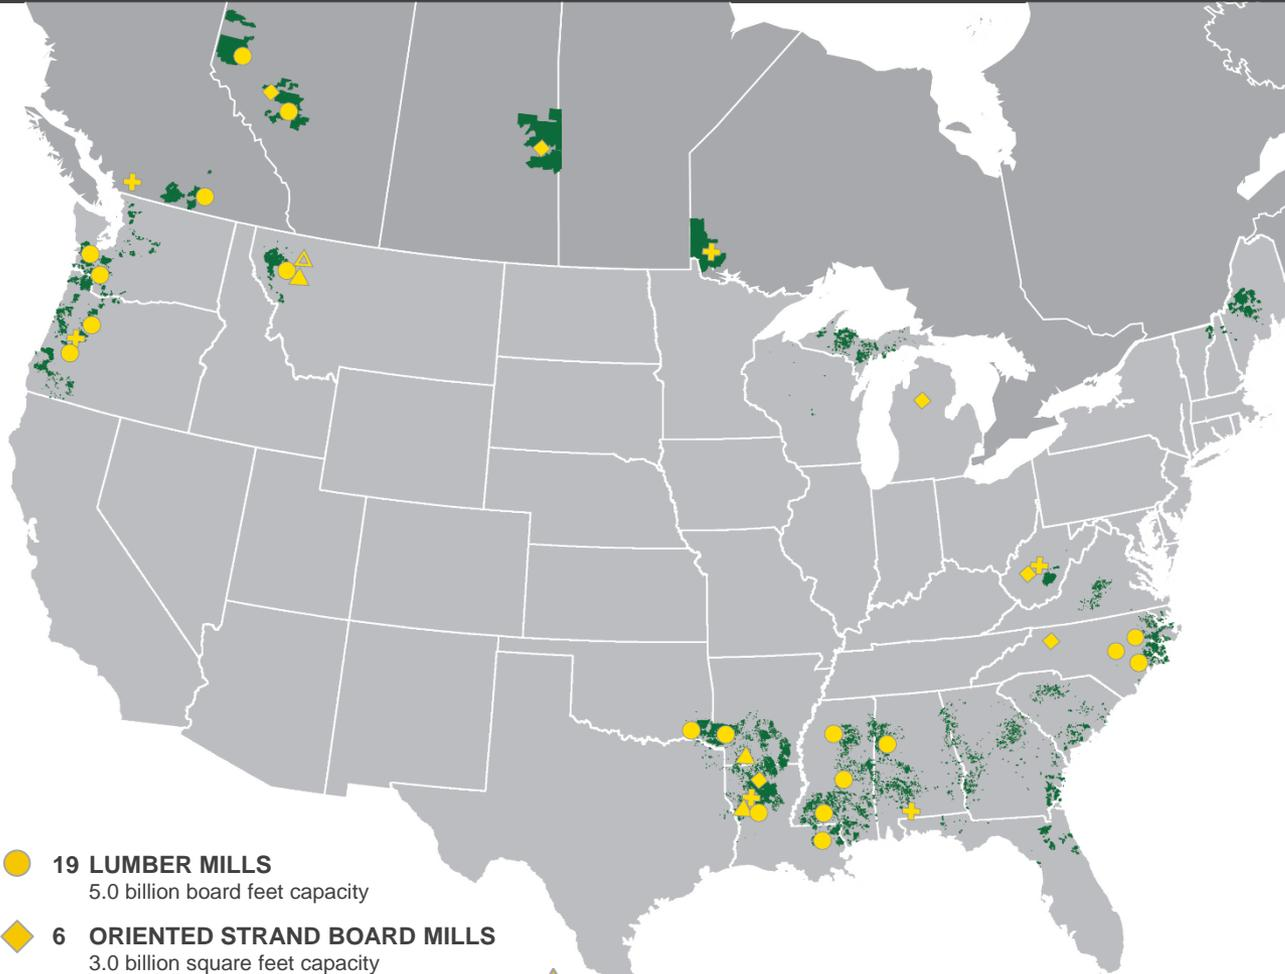 19 LUMBER MILLS
5.0 billion board feet capacity
6 ORIENTED STRAND BOARD MILLS
3.0 billion square feet capacity